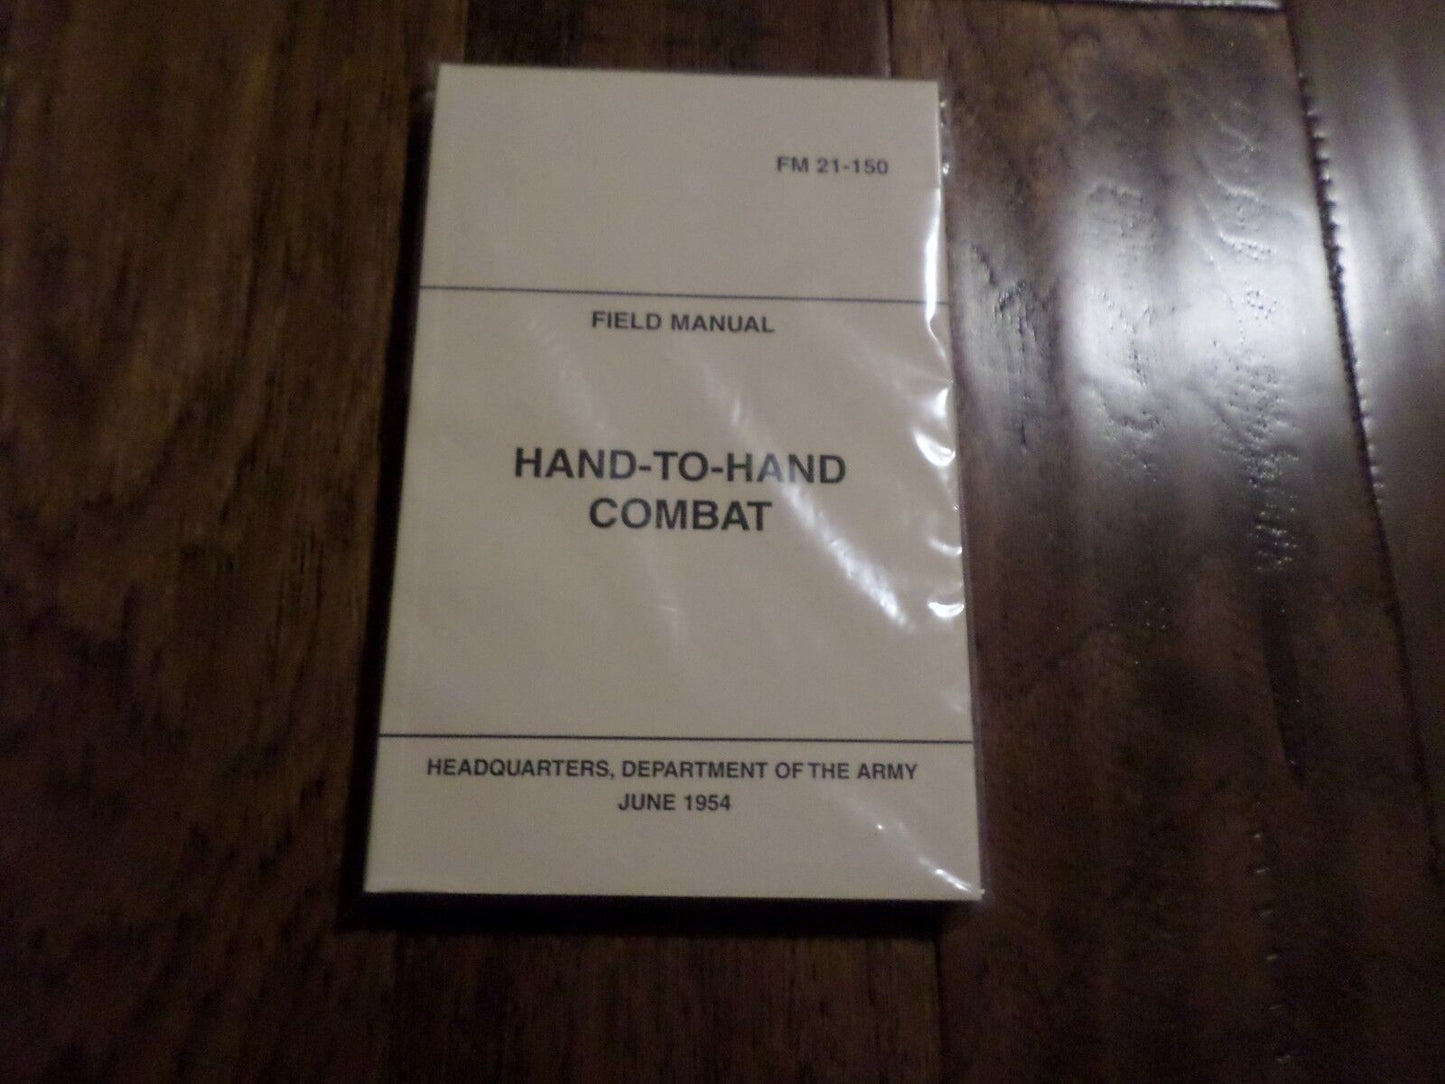 FM 21-150
FIELD MANUAL
HAND-TO-HAND
COMBAT
HEADQUARTERS, DEPARTMENT OF THE ARMY
JUNE 1954